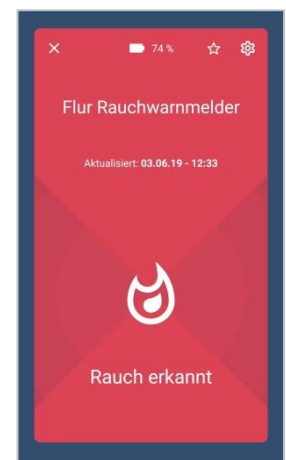 74 %
Flur Rauchwarnmelder
Aktualisiert: 03.06.19 - 12:33
Rauch erkannt